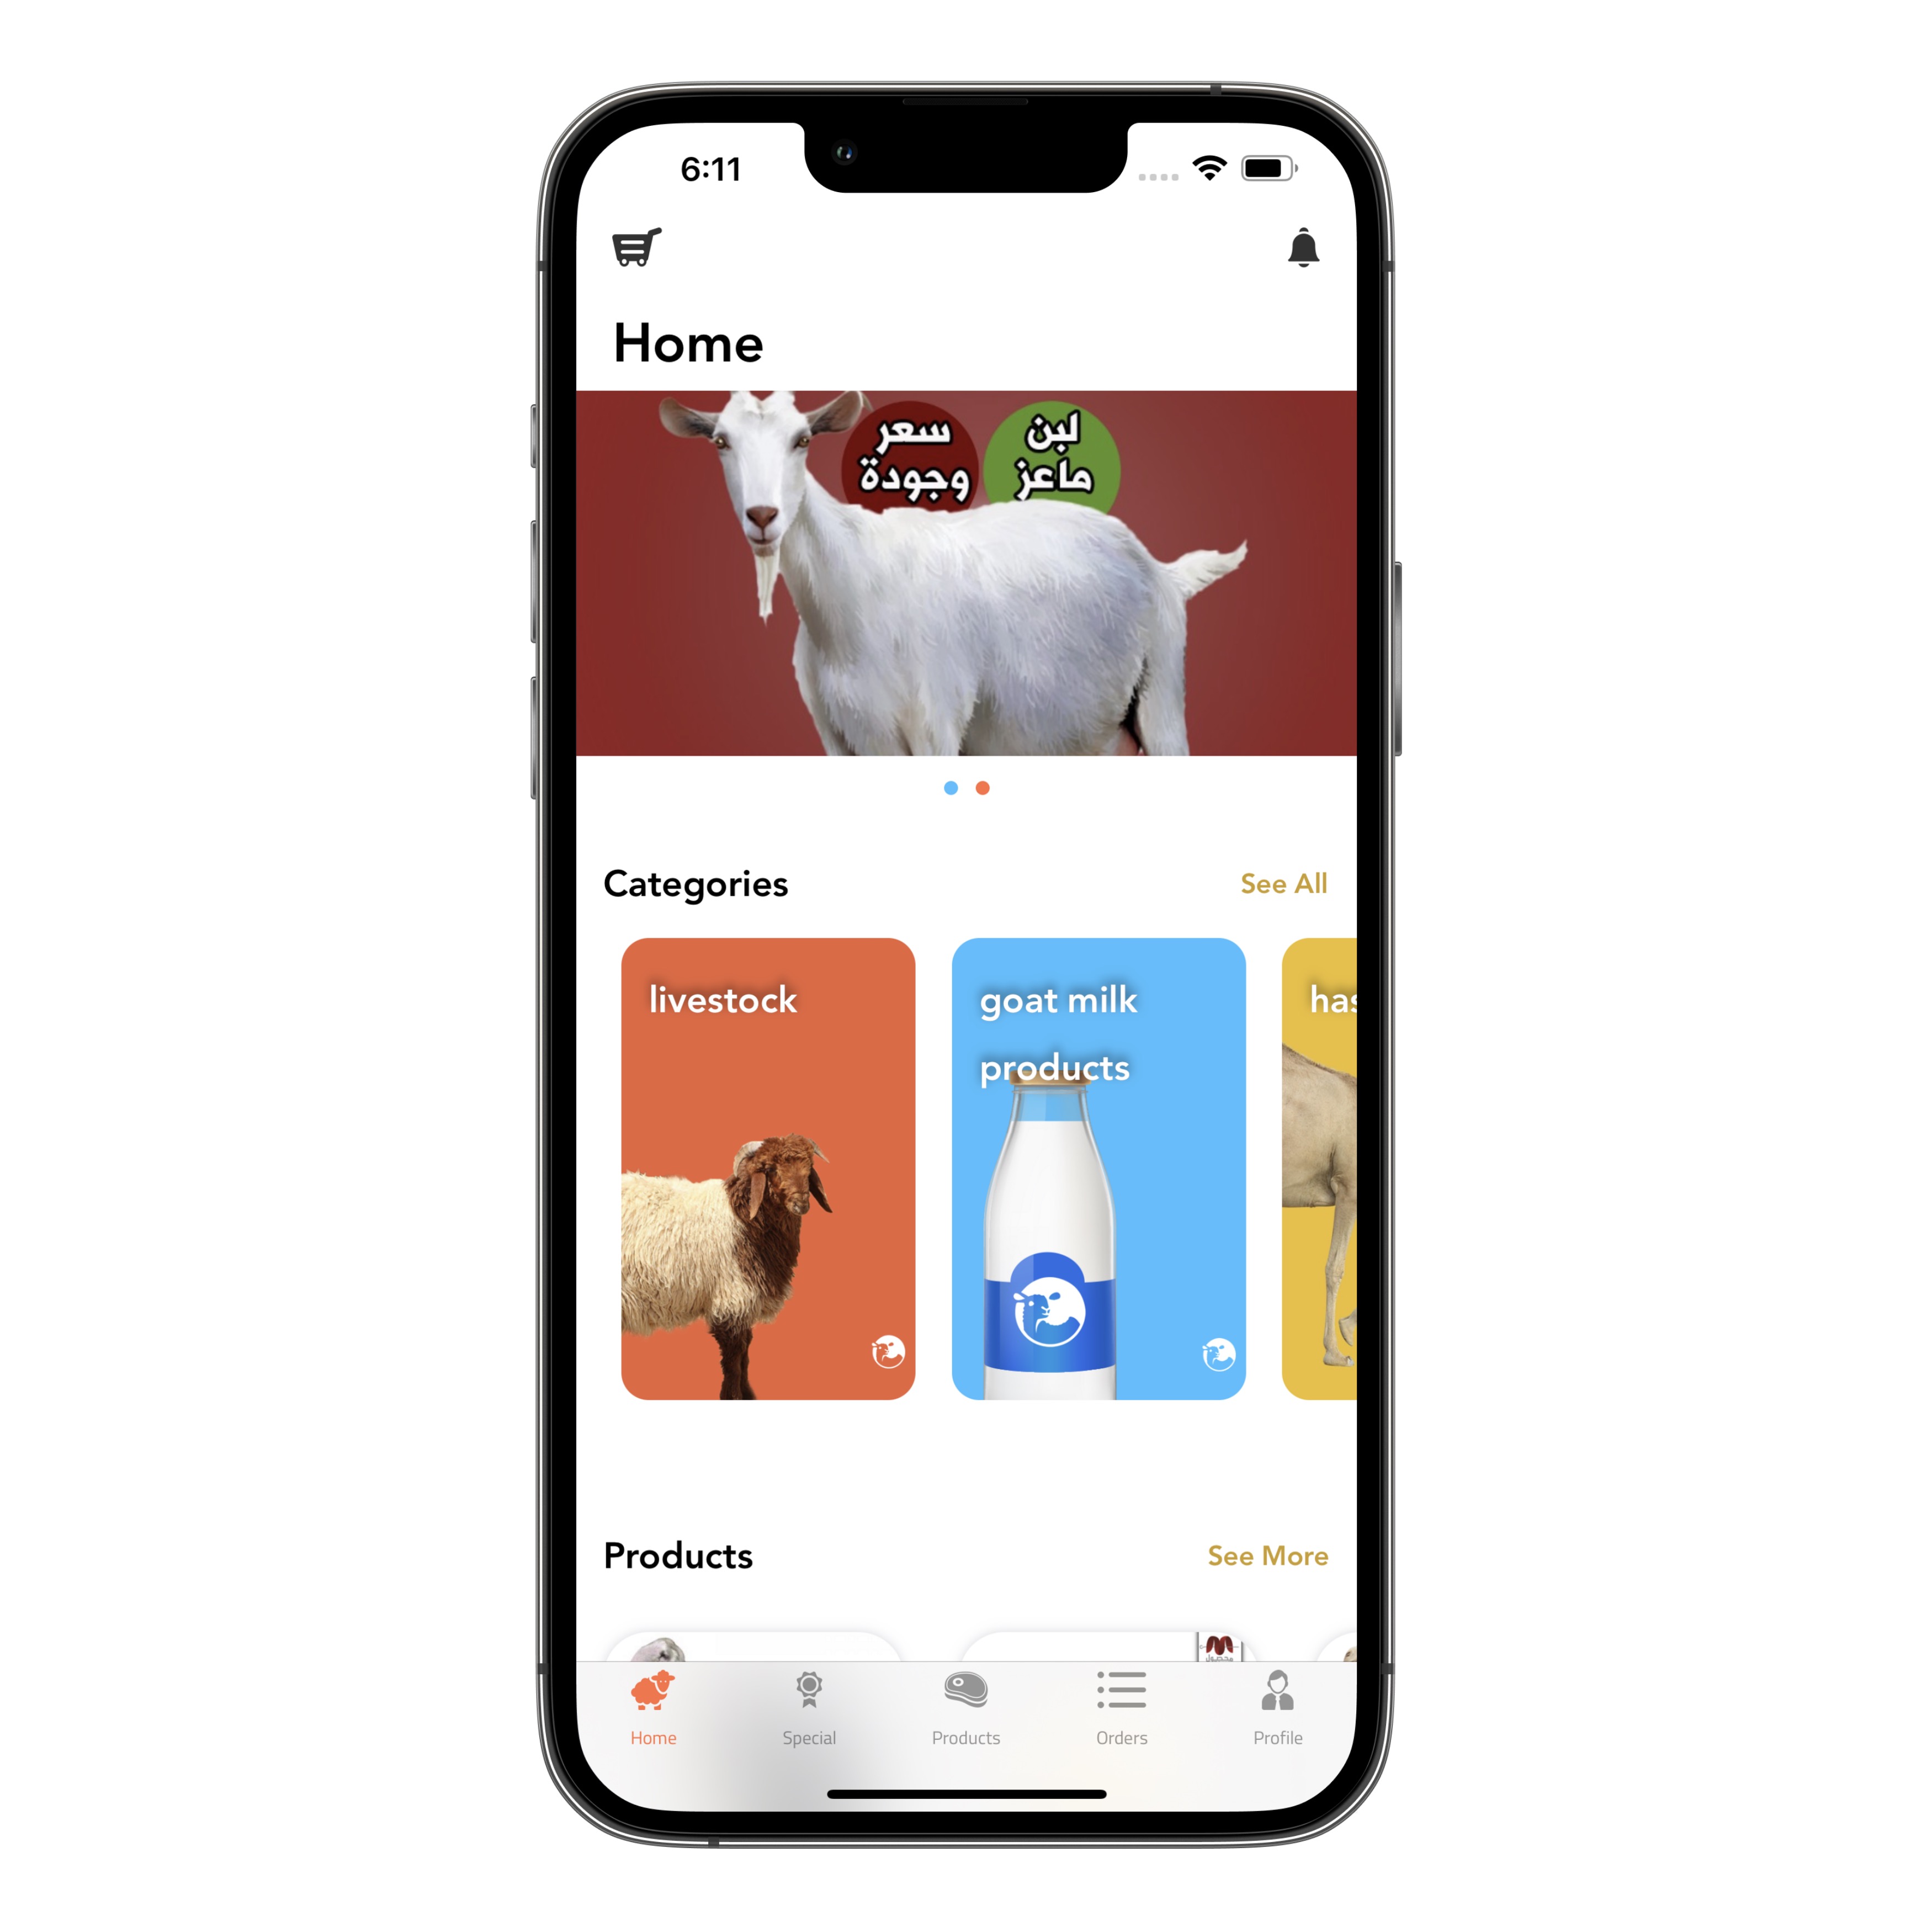 6:11
Home
سعر
وجودة
لبن
ماعز
Categories
See All
livestock
goat milk
products
has
Products
See More
محصول
Home
Special
Products
Orders
Profile